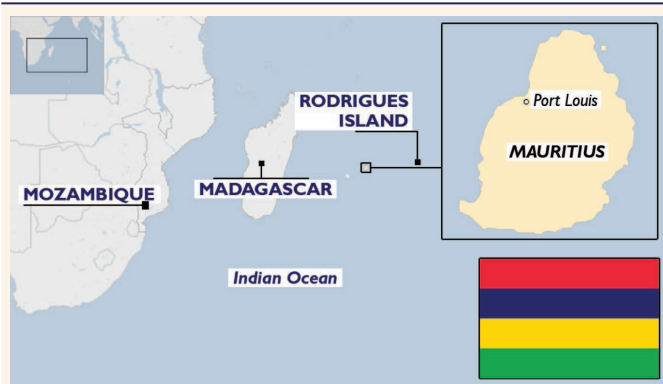 RODRIGUES
ISLAND
Port Louis
MAURITIUS
MOZAMBIQUE
MADAGASCAR
Indian Ocean